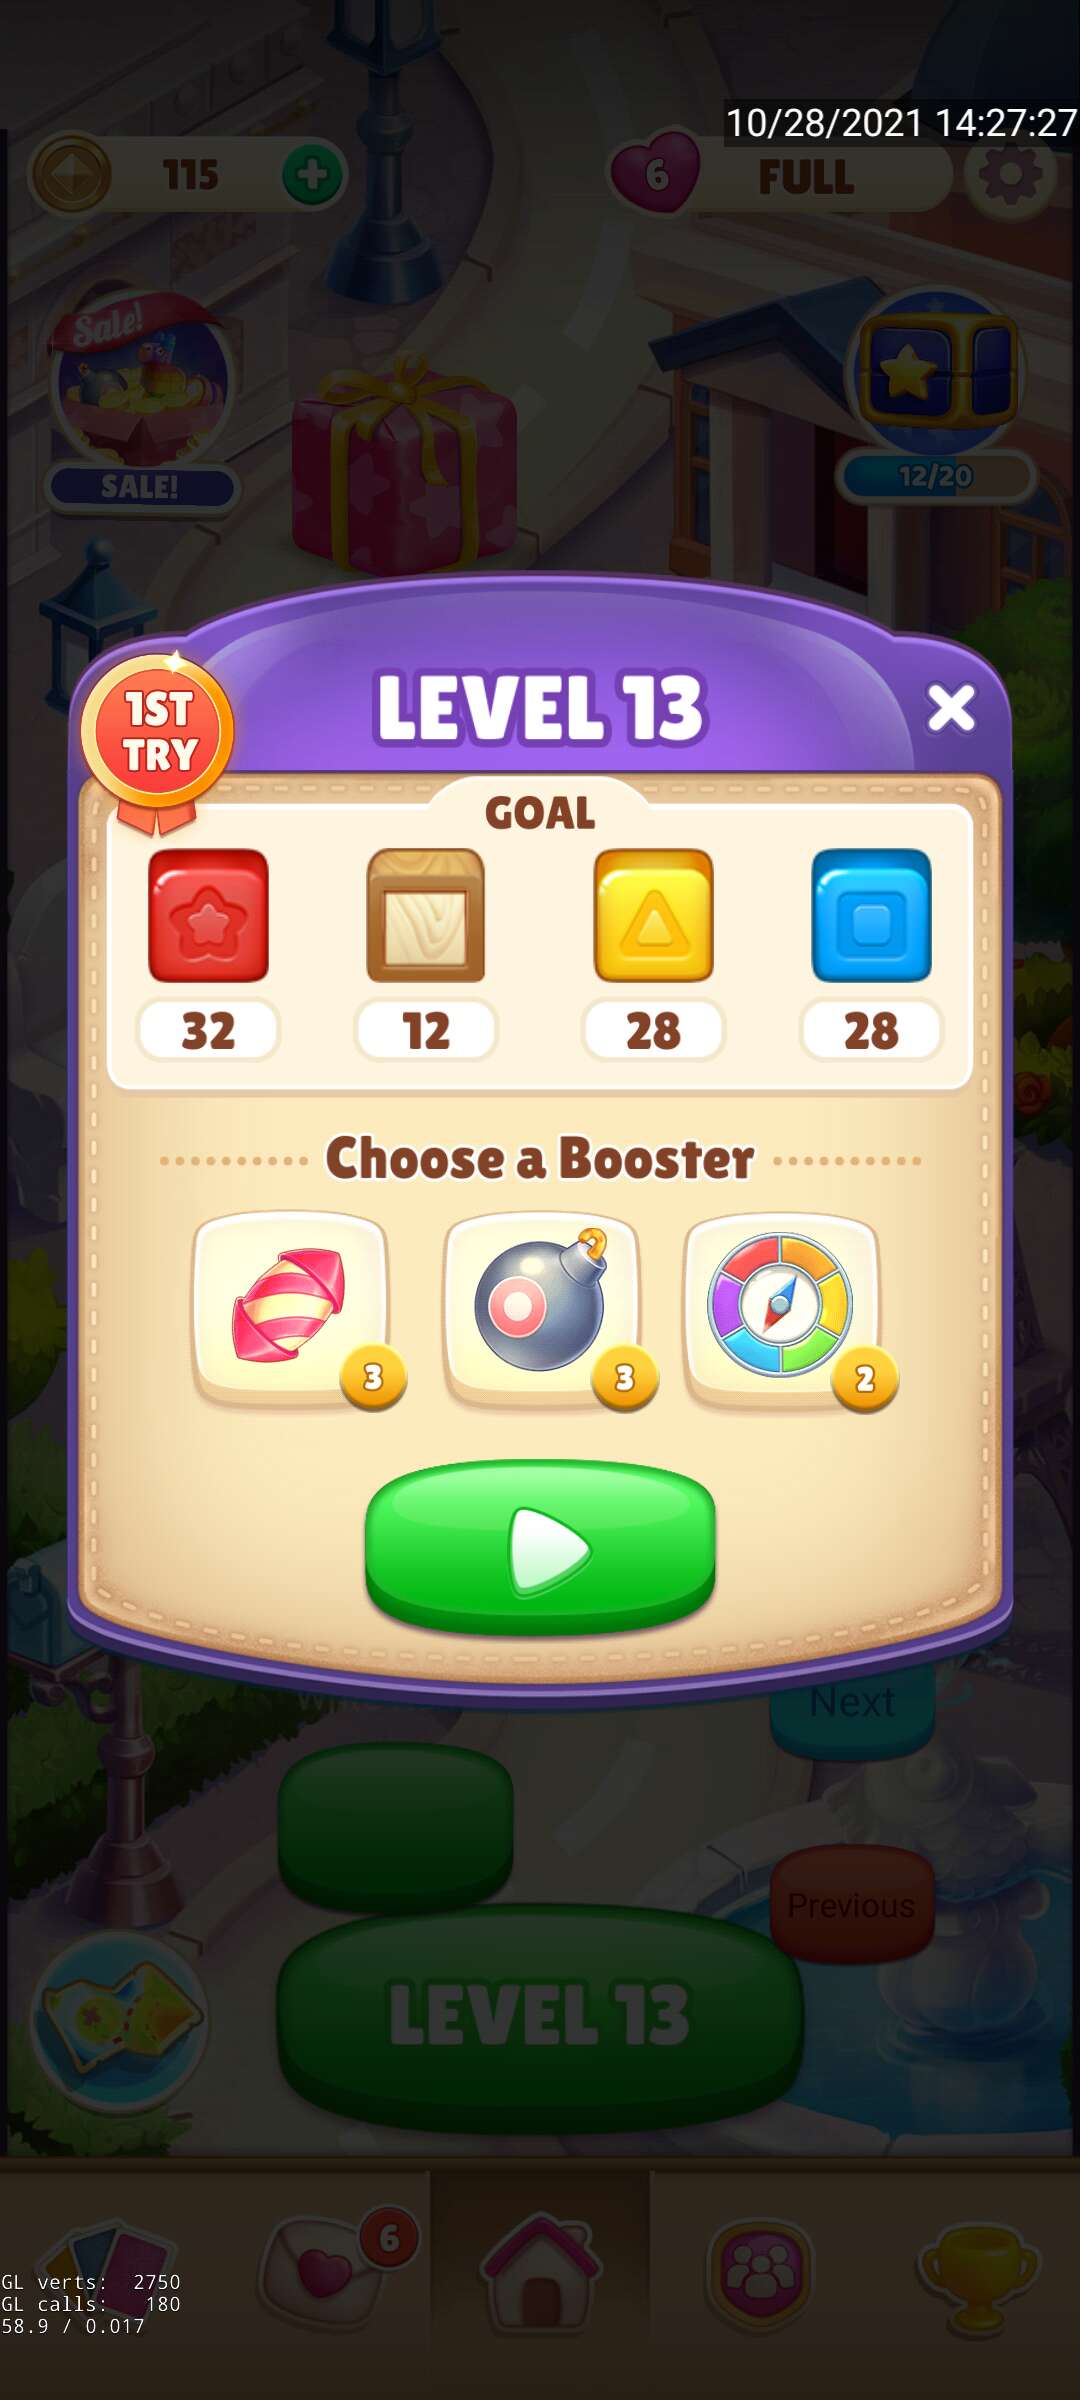 10/28/2021 14:27:27
115
6
FULL
Sale!
SALE!
12/20
1ST
TRY
LEVEL 13
GOAL
32
12
28
28
Choose a Booster
3
3
2
Next
Previous
LEVEL 13
6
GL verts: 2750
GL calls: 180
58.9 / 0.017